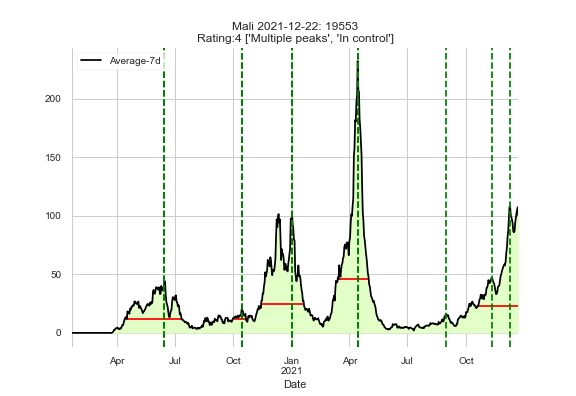 Mali 2021-12-22: 19553
Rating:4 ['Multiple peaks', 'In control']
Average-7d
200
150
100
50
0
Apr Jul Oct Jan Apr Jul Oct
2021
Date